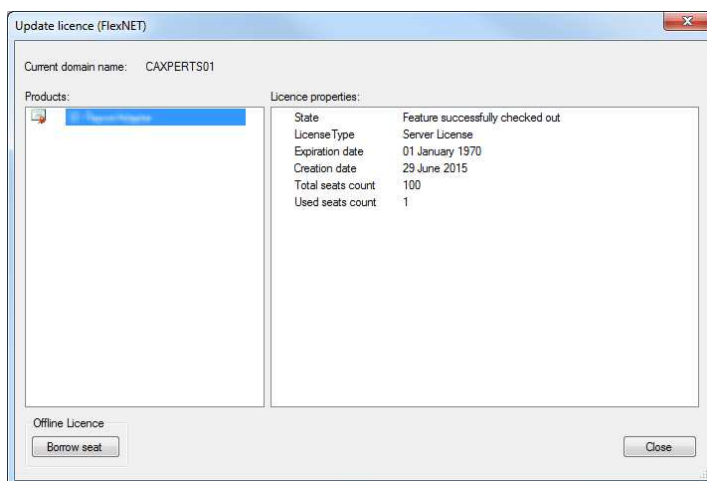 Update licence (FlexNET)
Current domain name: CAXPERTS01
Products:
Licence properties:
State Feature successfully checked out
LicenseType Server License
Expiration date 01 January 1970
Creation date 29 June 2015
Total seats count 100
Used seats count 1
Offline Licence
Borrow seat
Close